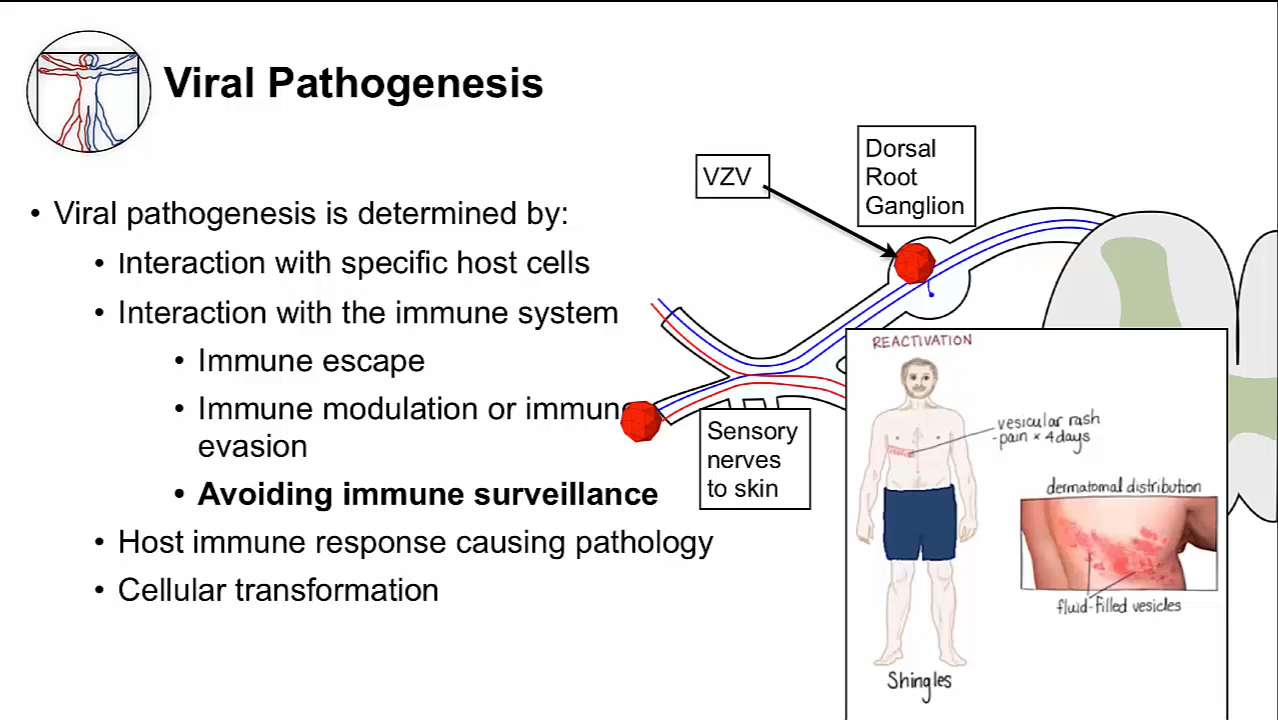 Viral Pathogenesis
• Viral pathogenesis is determined by:
• Interaction with specific host cells
• Interaction with the immune system
• Immune escape
• Immune modulation or immune
evasion
• Avoiding immune surveillance
• Host immune response causing pathology
• Cellular transformation
VZV
Dorsal
Root
Ganglion
Sensory
nerves
to skin
REACTIVATION
vesicular rash
- pain × 4 days
dermatomal distribution
fluid-filled vesicles
Shingles